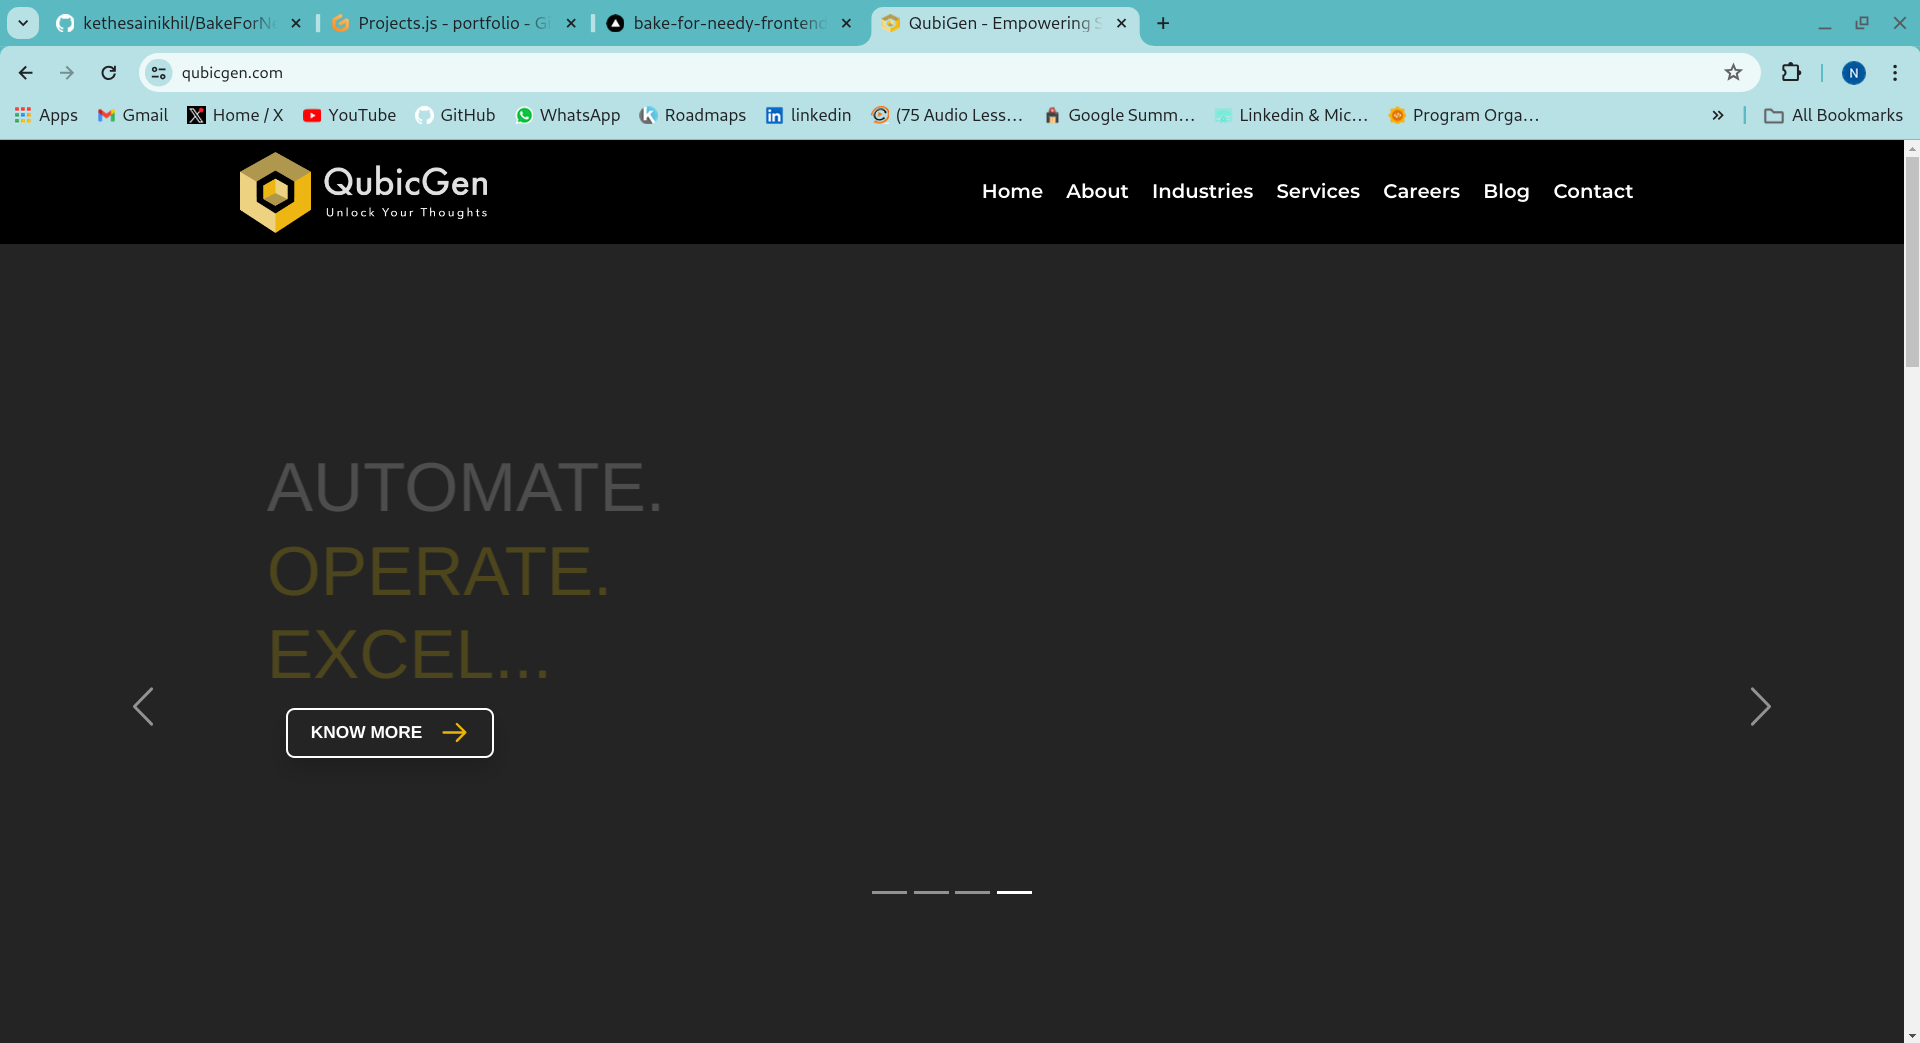 kethesainikhil/BakeForNe
Projects.js - portfolio - Gi
bake-for-needy-frontend
QubiGen - Empowering S
qubicgen.com
N
Apps
Gmail
Home / X
YouTube
GitHub
WhatsApp
Roadmaps
linkedin
(75 Audio Less...
Google Summ...
Linkedin & Mic...
Program Orga...
All Bookmarks
QubicGen
Unlock Your Thoughts
Home
About
Industries
Services
Careers
Blog
Contact
AUTOMATE.
OPERATE.
EXCEL...
KNOW MORE